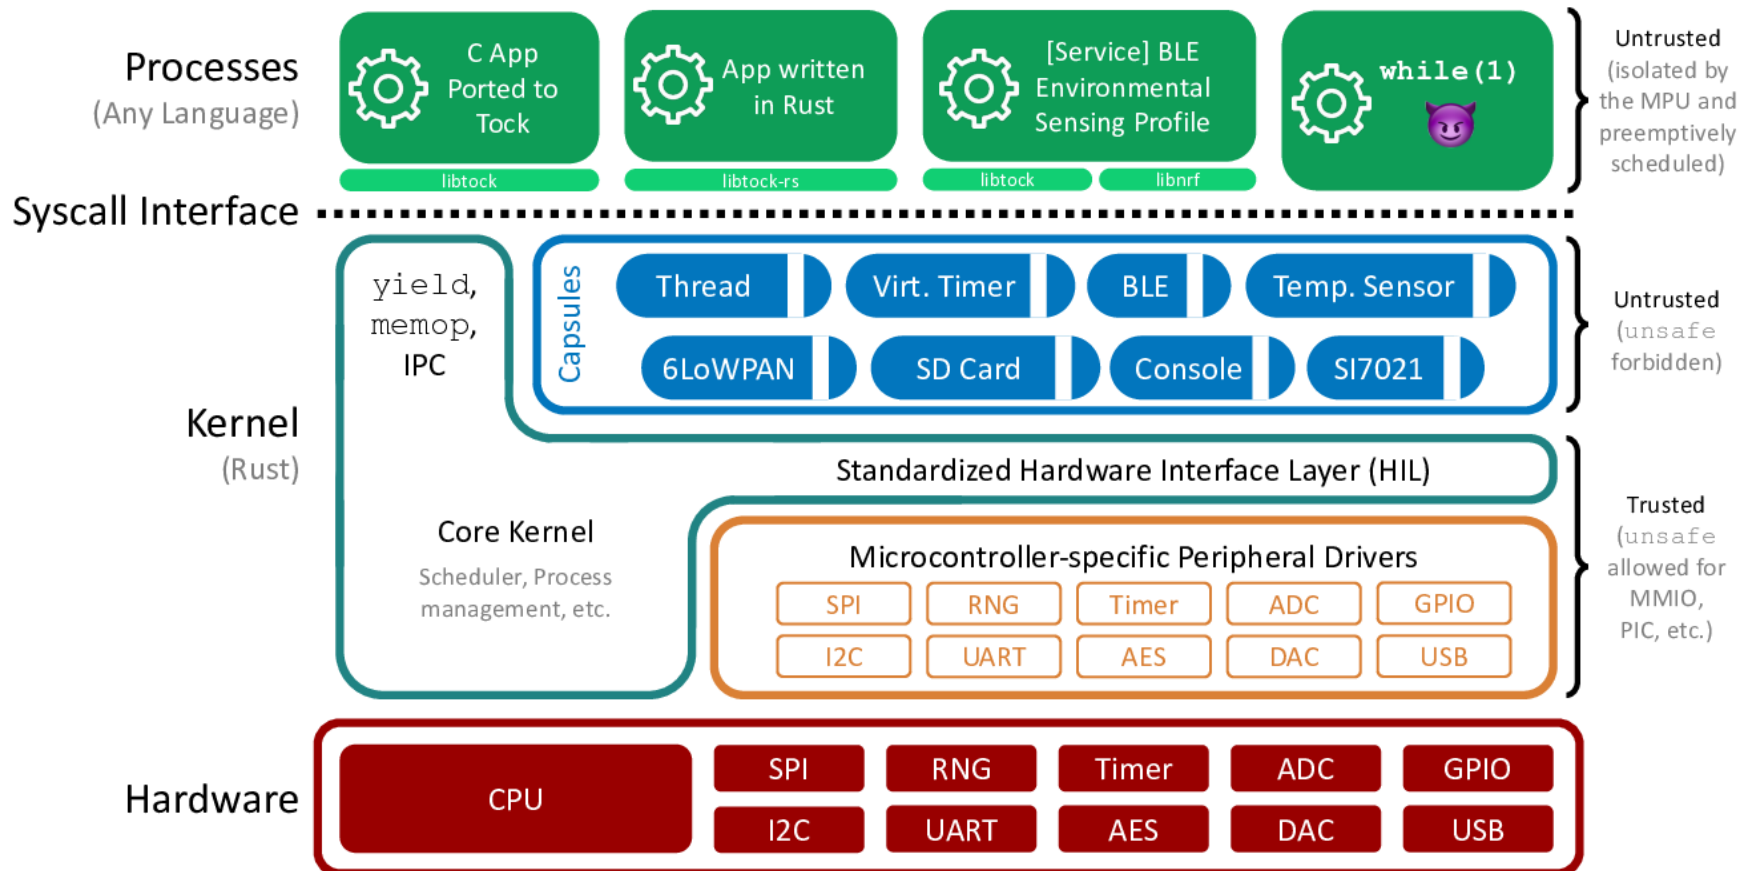 Processes
(Any Language)
C App
Ported to
Tock
libtock
App written
in Rust
libtock-rs
[Service] BLE
Environmental
Sensing Profile
libtock
libnrf
while(1)
Untrusted
(isolated by
the MPU and
preemptively
scheduled)
Syscall Interface
Kernel
(Rust)
yield,
memop,
IPC
Capsules
Thread
Virt. Timer
BLE
Temp. Sensor
6LoWPAN
SD Card
Console
SI7021
Untrusted
(unsafe
forbidden)
Standardized Hardware Interface Layer (HIL)
Core Kernel
Scheduler, Process
management, etc.
Microcontroller-specific Peripheral Drivers
SPI
RNG
Timer
ADC
GPIO
I2C
UART
AES
DAC
USB
Trusted
(unsafe
allowed for
MMIO,
PIC, etc.)
Hardware
CPU
SPI
RNG
Timer
ADC
GPIO
I2C
UART
AES
DAC
USB